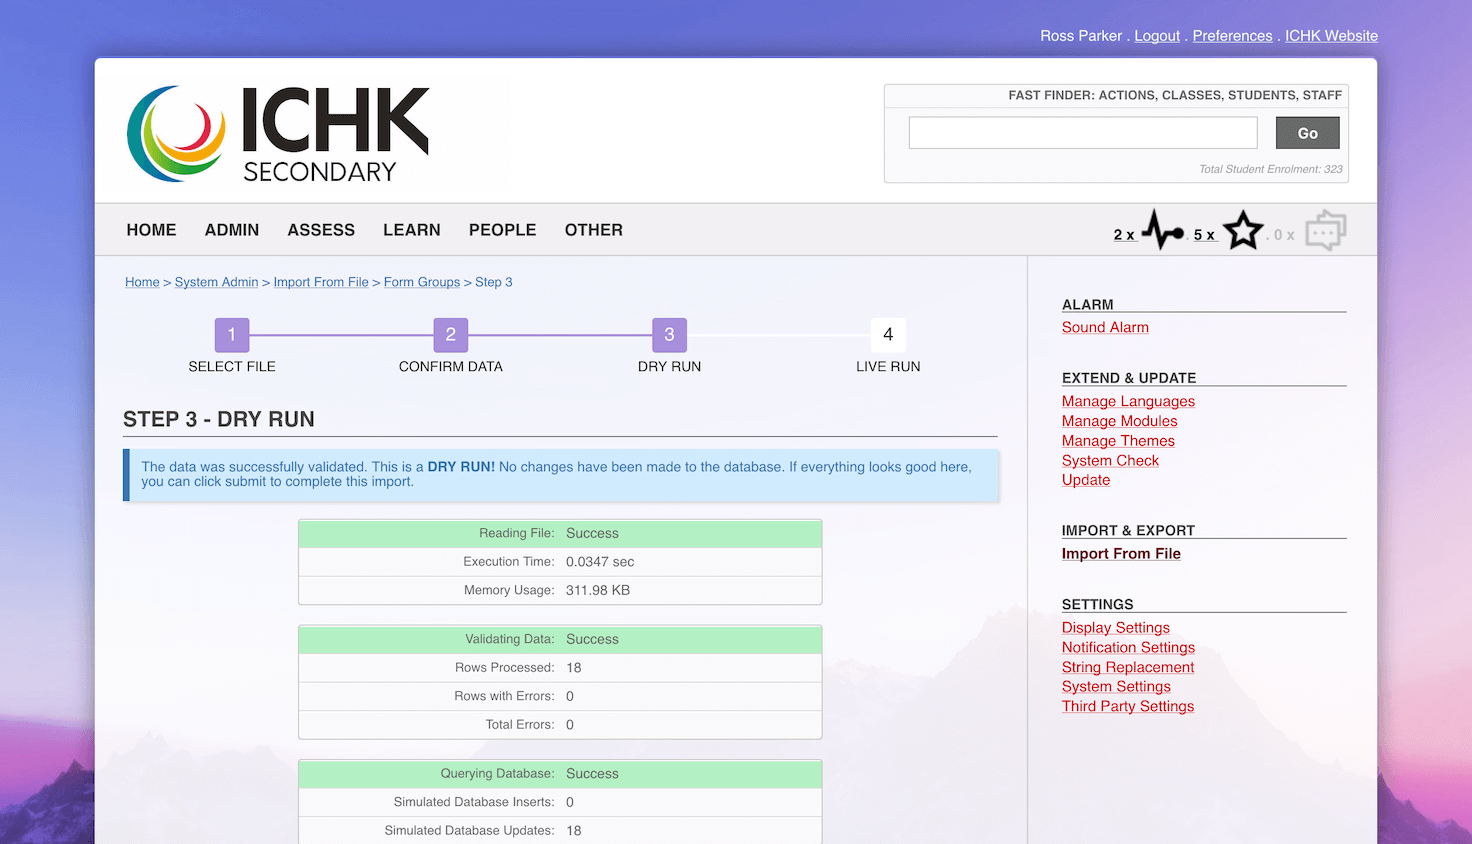 Ross Parker . Logout . Preferences . ICHK Website
ICHK
SECONDARY
FAST FINDER: ACTIONS, CLASSES, STUDENTS, STAFF
Go
Total Student Enrolment: 323
HOME ADMIN ASSESS LEARN PEOPLE OTHER
2 x . 5 x . 0 x
Home > System Admin > Import From File > Form Groups > Step 3
1 2 3 4
SELECT FILE CONFIRM DATA DRY RUN LIVE RUN
STEP 3 - DRY RUN
The data was successfully validated. This is a DRY RUN! No changes have been made to the database. If everything looks good here,
you can click submit to complete this import.
Reading File: Success
Execution Time: 0.0347 sec
Memory Usage: 311.98 KB
Validating Data: Success
Rows Processed: 18
Rows with Errors: 0
Total Errors: 0
Querying Database: Success
Simulated Database Inserts: 0
Simulated Database Updates: 18
ALARM
Sound Alarm
EXTEND & UPDATE
Manage Languages
Manage Modules
Manage Themes
System Check
Update
IMPORT & EXPORT
Import From File
SETTINGS
Display Settings
Notification Settings
String Replacement
System Settings
Third Party Settings